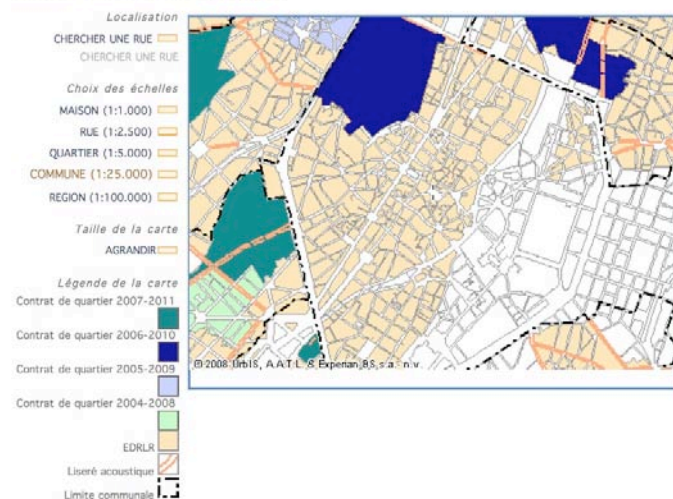 Localisation
CHERCHER UNE RUE
CHERCHER UNE RUE
Choix des échelles
MAISON (1:1.000)
RUE (1:2.500)
QUARTIER (1:5.000)
COMMUNE (1:25.000)
REGION (1:100.000)
Taille de la carte
AGRANDIR
Légende de la carte
Contrat de quartier 2007-2011
Contrat de quartier 2006-2010
Contrat de quartier 2005-2009
Contrat de quartier 2004-2008
EDRLR
Liseré acoustique
Limite communale
© 2008 UrbIS, A.A.T.L. & Experian BS s.a. - n.v.